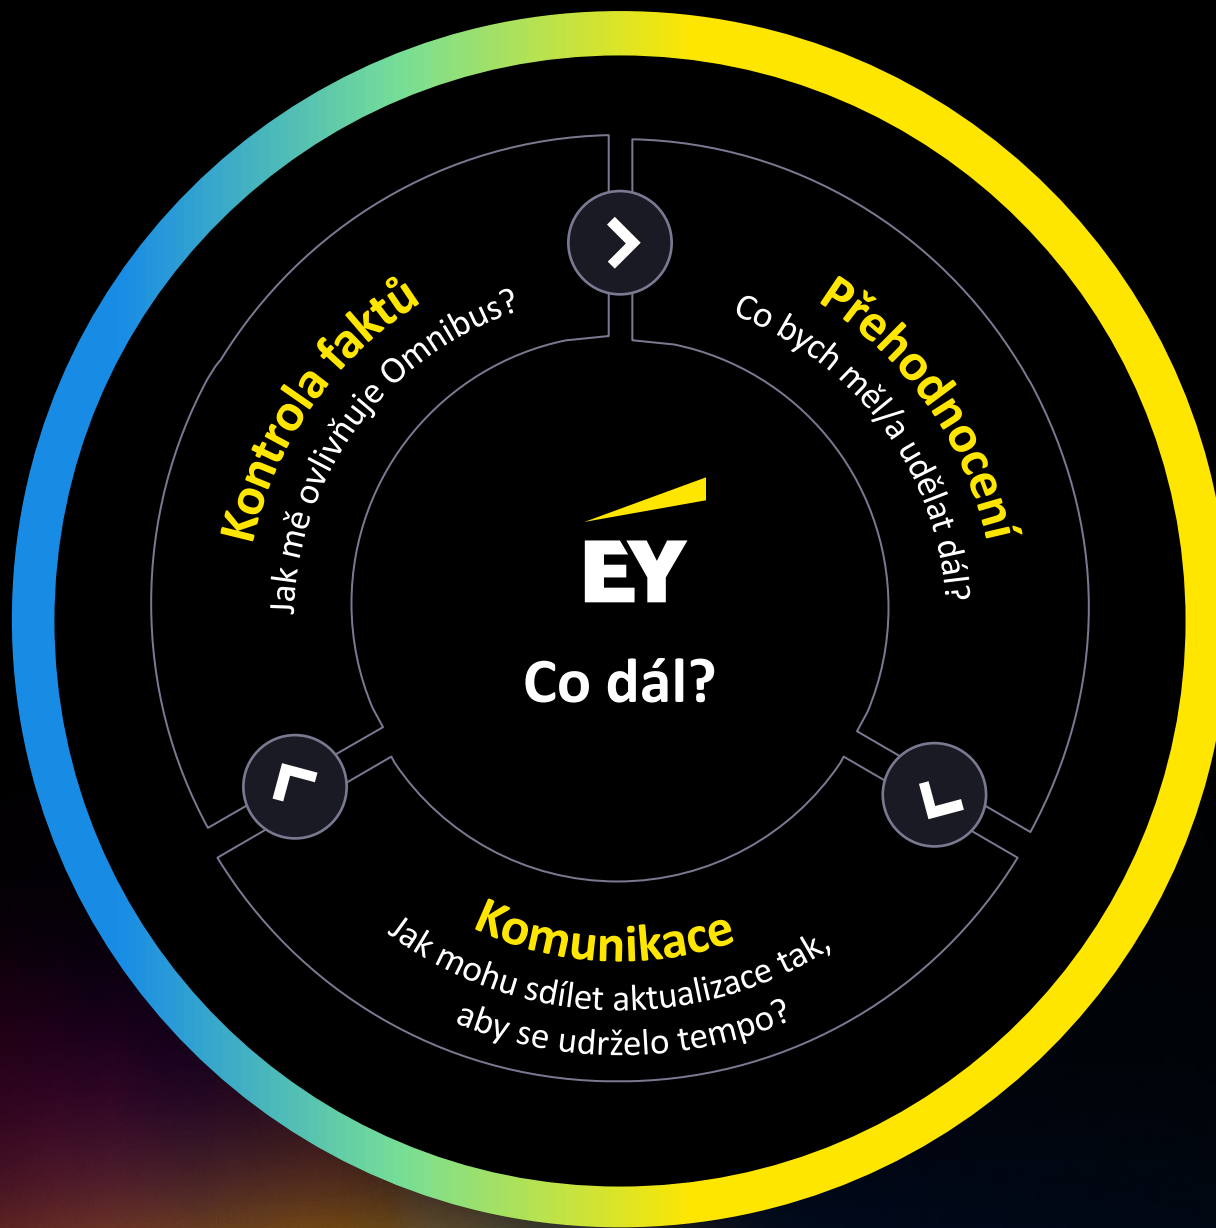 Kontrola faktů
Jak mě ovlivňuje Omnibus?
Přehodnocení
Co bych měl/a udělat dál?
EY
Co dál?
Komunikace
Jak mohu sdílet aktualizace tak,
aby se udrželo tempo?